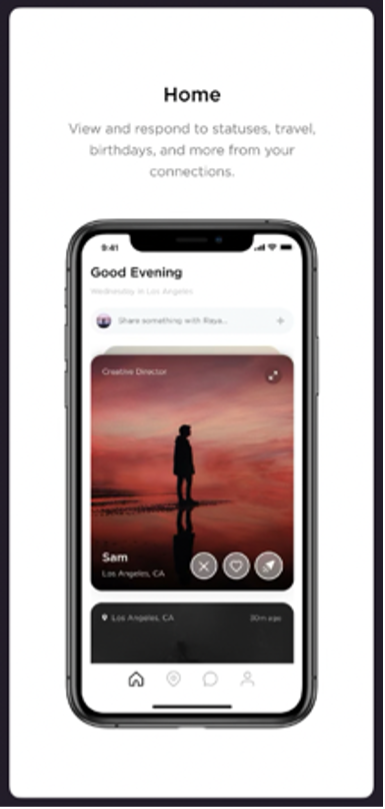 Home
View and respond to statuses, travel,
birthdays, and more from your
connections.
9:41
Good Evening
Wednesday in Los Angeles
Share something with Raya...
Creative Director
Sam
Los Angeles, CA
Los Angeles, CA
30m ago